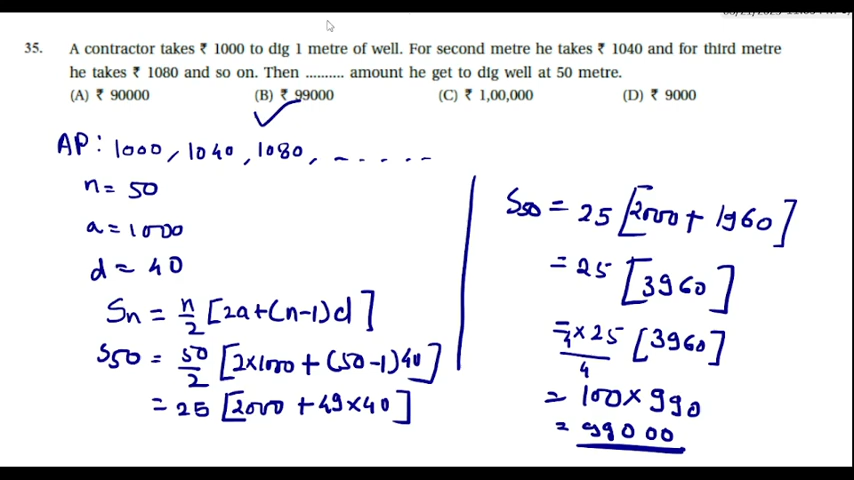 35. A contractor takes ₹ 1000 to dig 1 metre of well. For second metre he takes ₹ 1040 and for third metre
he takes ₹ 1080 and so on. Then .......... amount he get to dig well at 50 metre.
(A) ₹ 90000 (B) ₹ 99000 (C) ₹ 1,00,000 (D) ₹ 9000
AP: 1000, 1040, 1080, - - - - - -
n = 50
a = 1000
d = 40
Sn = n/2 [2a+(n-1)d]
S50 = 50/2 [2×1000 + (50-1)40]
= 25 [2000 + 49×40]
S50 = 25 [2000 + 1960]
= 25 [3960]
= 4×25/4 [3960]
= 100×990
= 99000